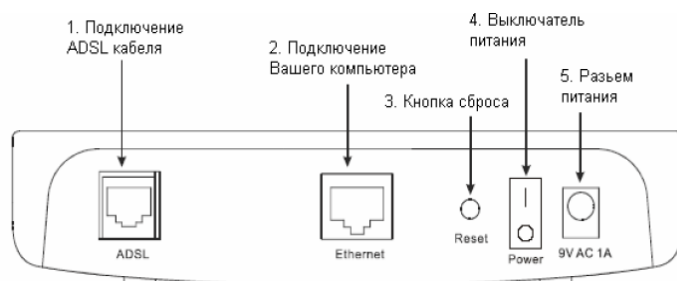 1. Подключение
ADSL кабеля
2. Подключение
Вашего компьютера
3. Кнопка сброса
4. Выключатель
питания
5. Разьем
питания
ADSL
Ethernet
Reset
Power
9V AC 1A